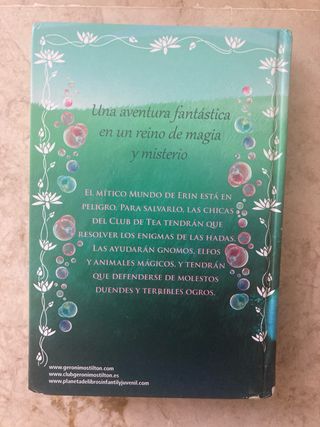 Una aventura fantástica
en un reino de magia
y misterio
El mítico Mundo de Erin está en
peligro. Para salvarlo, las chicas
del Club de Tea tendrán que
resolver los enigmas de las hadas.
Las ayudarán gnomos, elfos
y animales mágicos, y tendrán
que defenderse de molestos
duendes y terribles ogros.
www.geronimostilton.com
www.clubgeronimostilton.es
www.planetadelibrosinfantilyjuvenil.com